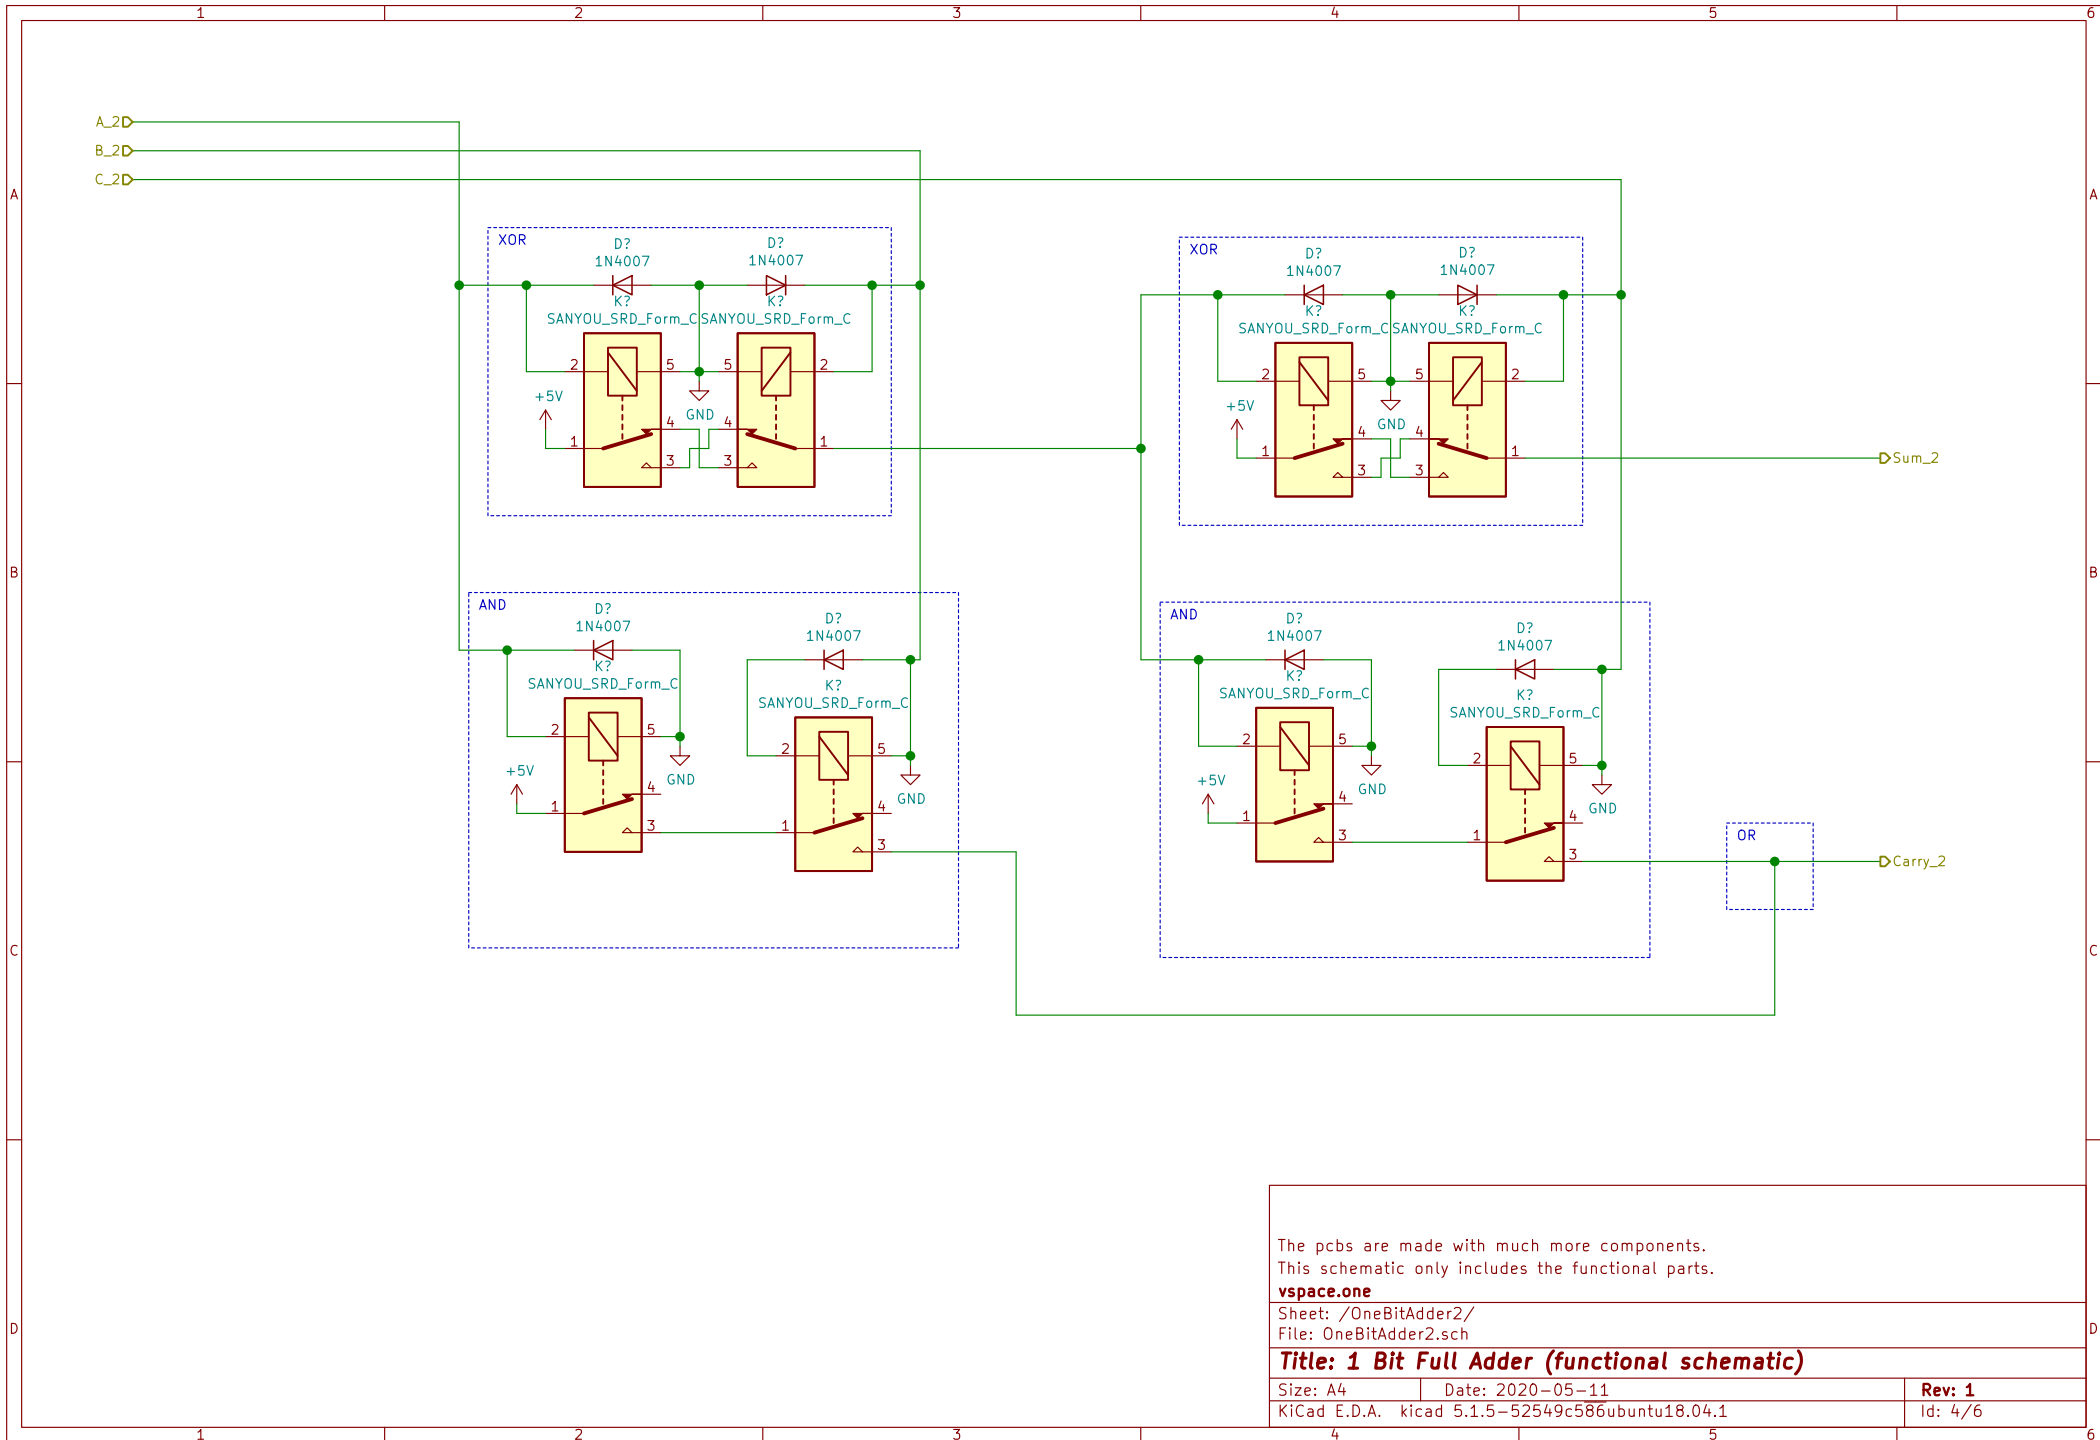 1 2 3 4 5 6
A_2
B_2
C_2
A A
XOR
D? D?
1N4007 1N4007
K? K?
SANYOU_SRD_Form_C SANYOU_SRD_Form_C
2 5 5 2
+5V
GND
4 4
1 1
3 3
XOR
D? D?
1N4007 1N4007
K? K?
SANYOU_SRD_Form_C SANYOU_SRD_Form_C
2 5 5 2
+5V
GND
4 4
1 1
3 3
Sum_2
B B
AND
D? D?
1N4007 1N4007
K? K?
SANYOU_SRD_Form_C SANYOU_SRD_Form_C
2 5 2 5
+5V
GND GND
4 4
1 1
3 3
AND
D? D?
1N4007 1N4007
K? K?
SANYOU_SRD_Form_C SANYOU_SRD_Form_C
2 5 2 5
+5V
GND GND
4 4
1 1
3 3
OR
Carry_2
C C
The pcbs are made with much more components.
This schematic only includes the functional parts.
vspace.one
Sheet: /OneBitAdder2/
File: OneBitAdder2.sch
D D
Title: 1 Bit Full Adder (functional schematic)
Size: A4 Date: 2020-05-11 Rev: 1
KiCad E.D.A. kicad 5.1.5-52549c586ubuntu18.04.1 Id: 4/6
1 2 3 4 5 6